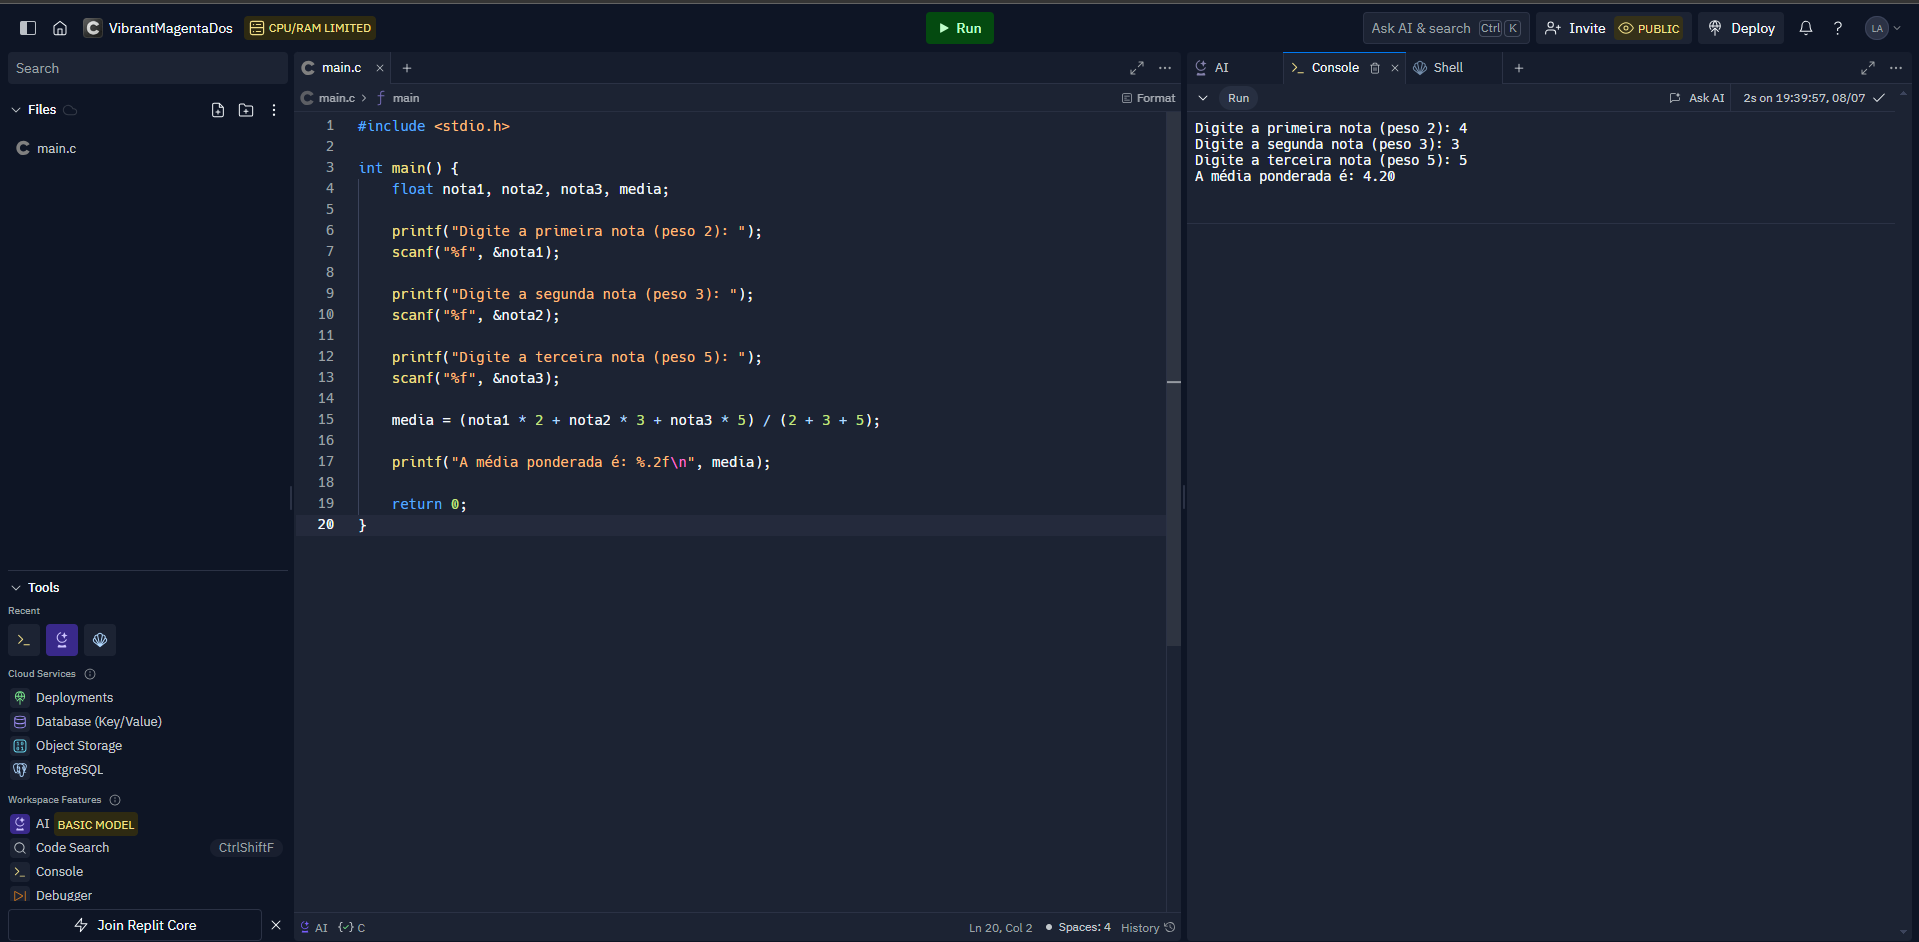 VibrantMagentaDos
CPU/RAM LIMITED
Run
Ask AI & search Ctrl K
Invite
PUBLIC
Deploy
LA
Search
Files
main.c
Tools
Recent
Cloud Services
Deployments
Database (Key/Value)
Object Storage
PostgreSQL
Workspace Features
AI BASIC MODEL
Code Search CtrlShiftF
Console
Debugger
Join Replit Core
main.c
main.c > main
Format
1 #include <stdio.h>
2
3 int main() {
4 float nota1, nota2, nota3, media;
5
6 printf("Digite a primeira nota (peso 2): ");
7 scanf("%f", &nota1);
8
9 printf("Digite a segunda nota (peso 3): ");
10 scanf("%f", &nota2);
11
12 printf("Digite a terceira nota (peso 5): ");
13 scanf("%f", &nota3);
14
15 media = (nota1 * 2 + nota2 * 3 + nota3 * 5) / (2 + 3 + 5);
16
17 printf("A média ponderada é: %.2f\n", media);
18
19 return 0;
20 }
AI C
Ln 20, Col 2 Spaces: 4 History
AI
Console
Shell
Run
Ask AI
2s on 19:39:57, 08/07
Digite a primeira nota (peso 2): 4
Digite a segunda nota (peso 3): 3
Digite a terceira nota (peso 5): 5
A média ponderada é: 4.20